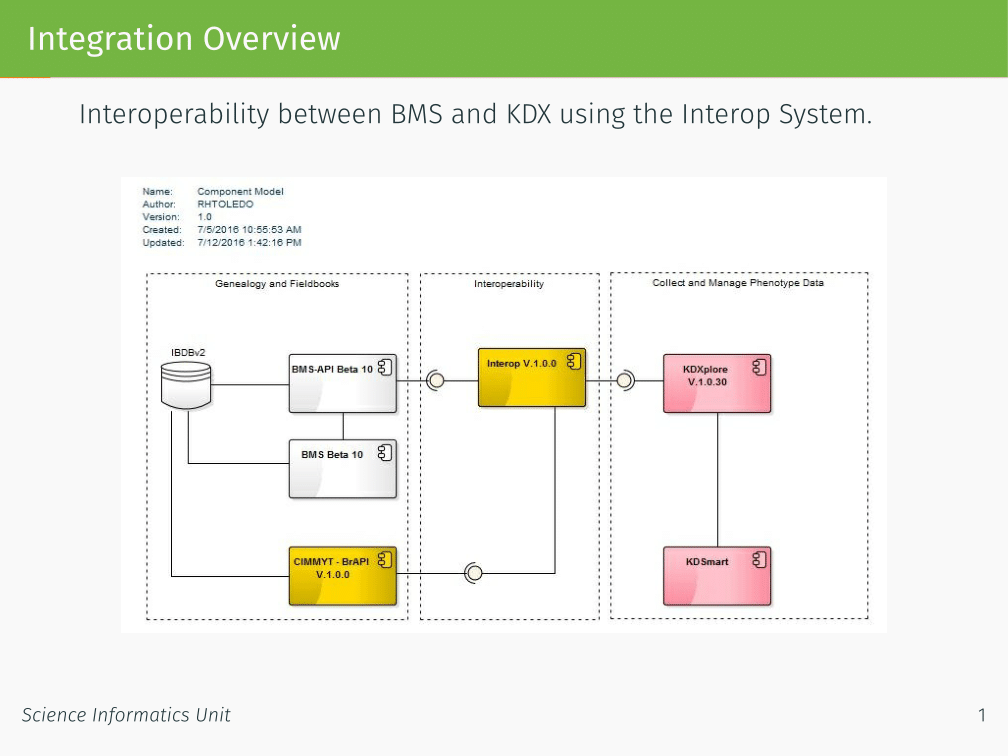 Integration Overview
Interoperability between BMS and KDX using the Interop System.
Name: Component Model
Author: RHTOLEDO
Version: 1.0
Created: 7/5/2016 10:55:53 AM
Updated: 7/12/2016 1:42:16 PM
Genealogy and Fieldbooks
Interoperability
Collect and Manage Phenotype Data
IBDBv2
BMS-API Beta 10
Interop V.1.0.0
KDXplore
V.1.0.30
BMS Beta 10
CIMMYT - BrAPI
V.1.0.0
KDSmart
Science Informatics Unit
1